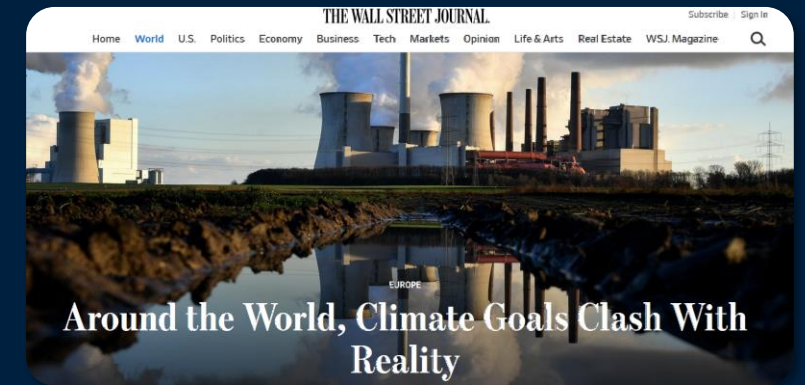 THE WALL STREET JOURNAL.
Subscribe | Sign In
Home World U.S. Politics Economy Business Tech Markets Opinion Life & Arts Real Estate WSJ. Magazine
EUROPE
Around the World, Climate Goals Clash With
Reality